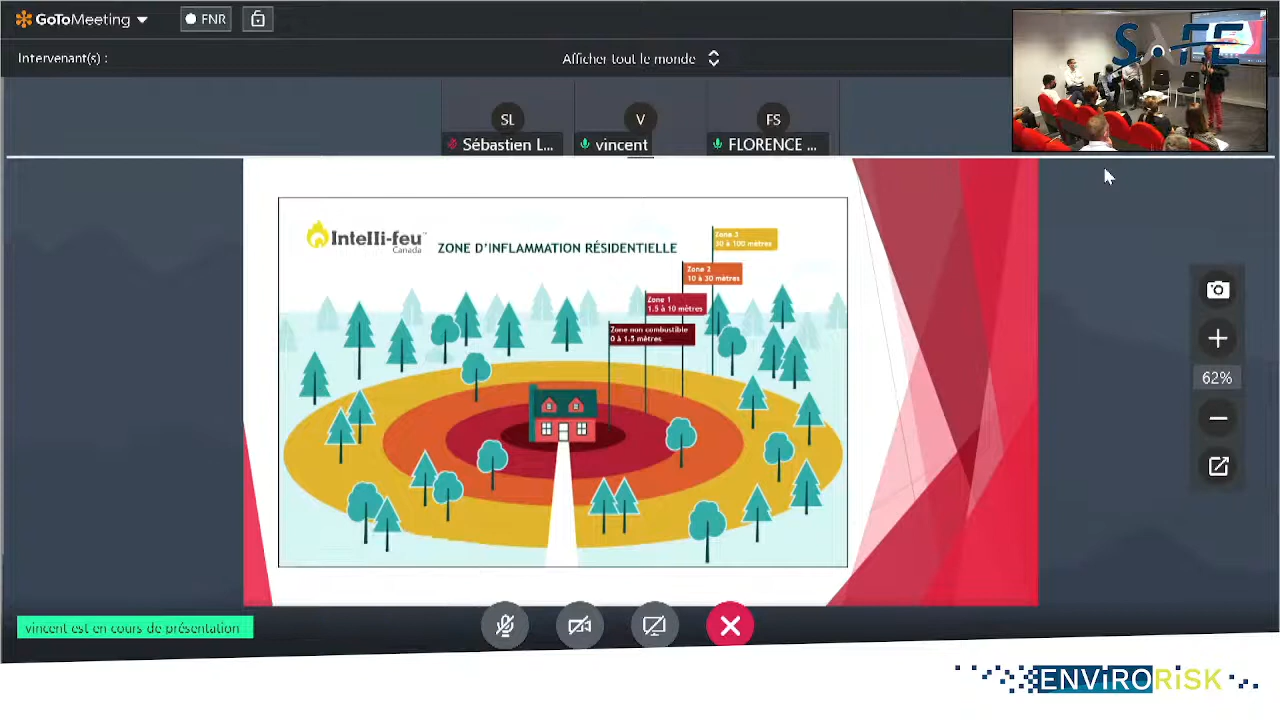 GoToMeeting
FNR
Intervenant(s) :
Afficher tout le monde
SAFE
SL
V
FS
Sébastien L...
vincent
FLORENCE ...
Intelli-feu
Canada
ZONE D'INFLAMMATION RÉSIDENTIELLE
Zone 3
30 à 100 mètres
Zone 2
10 à 30 mètres
Zone 1
1.5 à 10 mètres
Zone non combustible
0 à 1.5 mètres
62%
vincent est en cours de présentation
ENViRORiSK